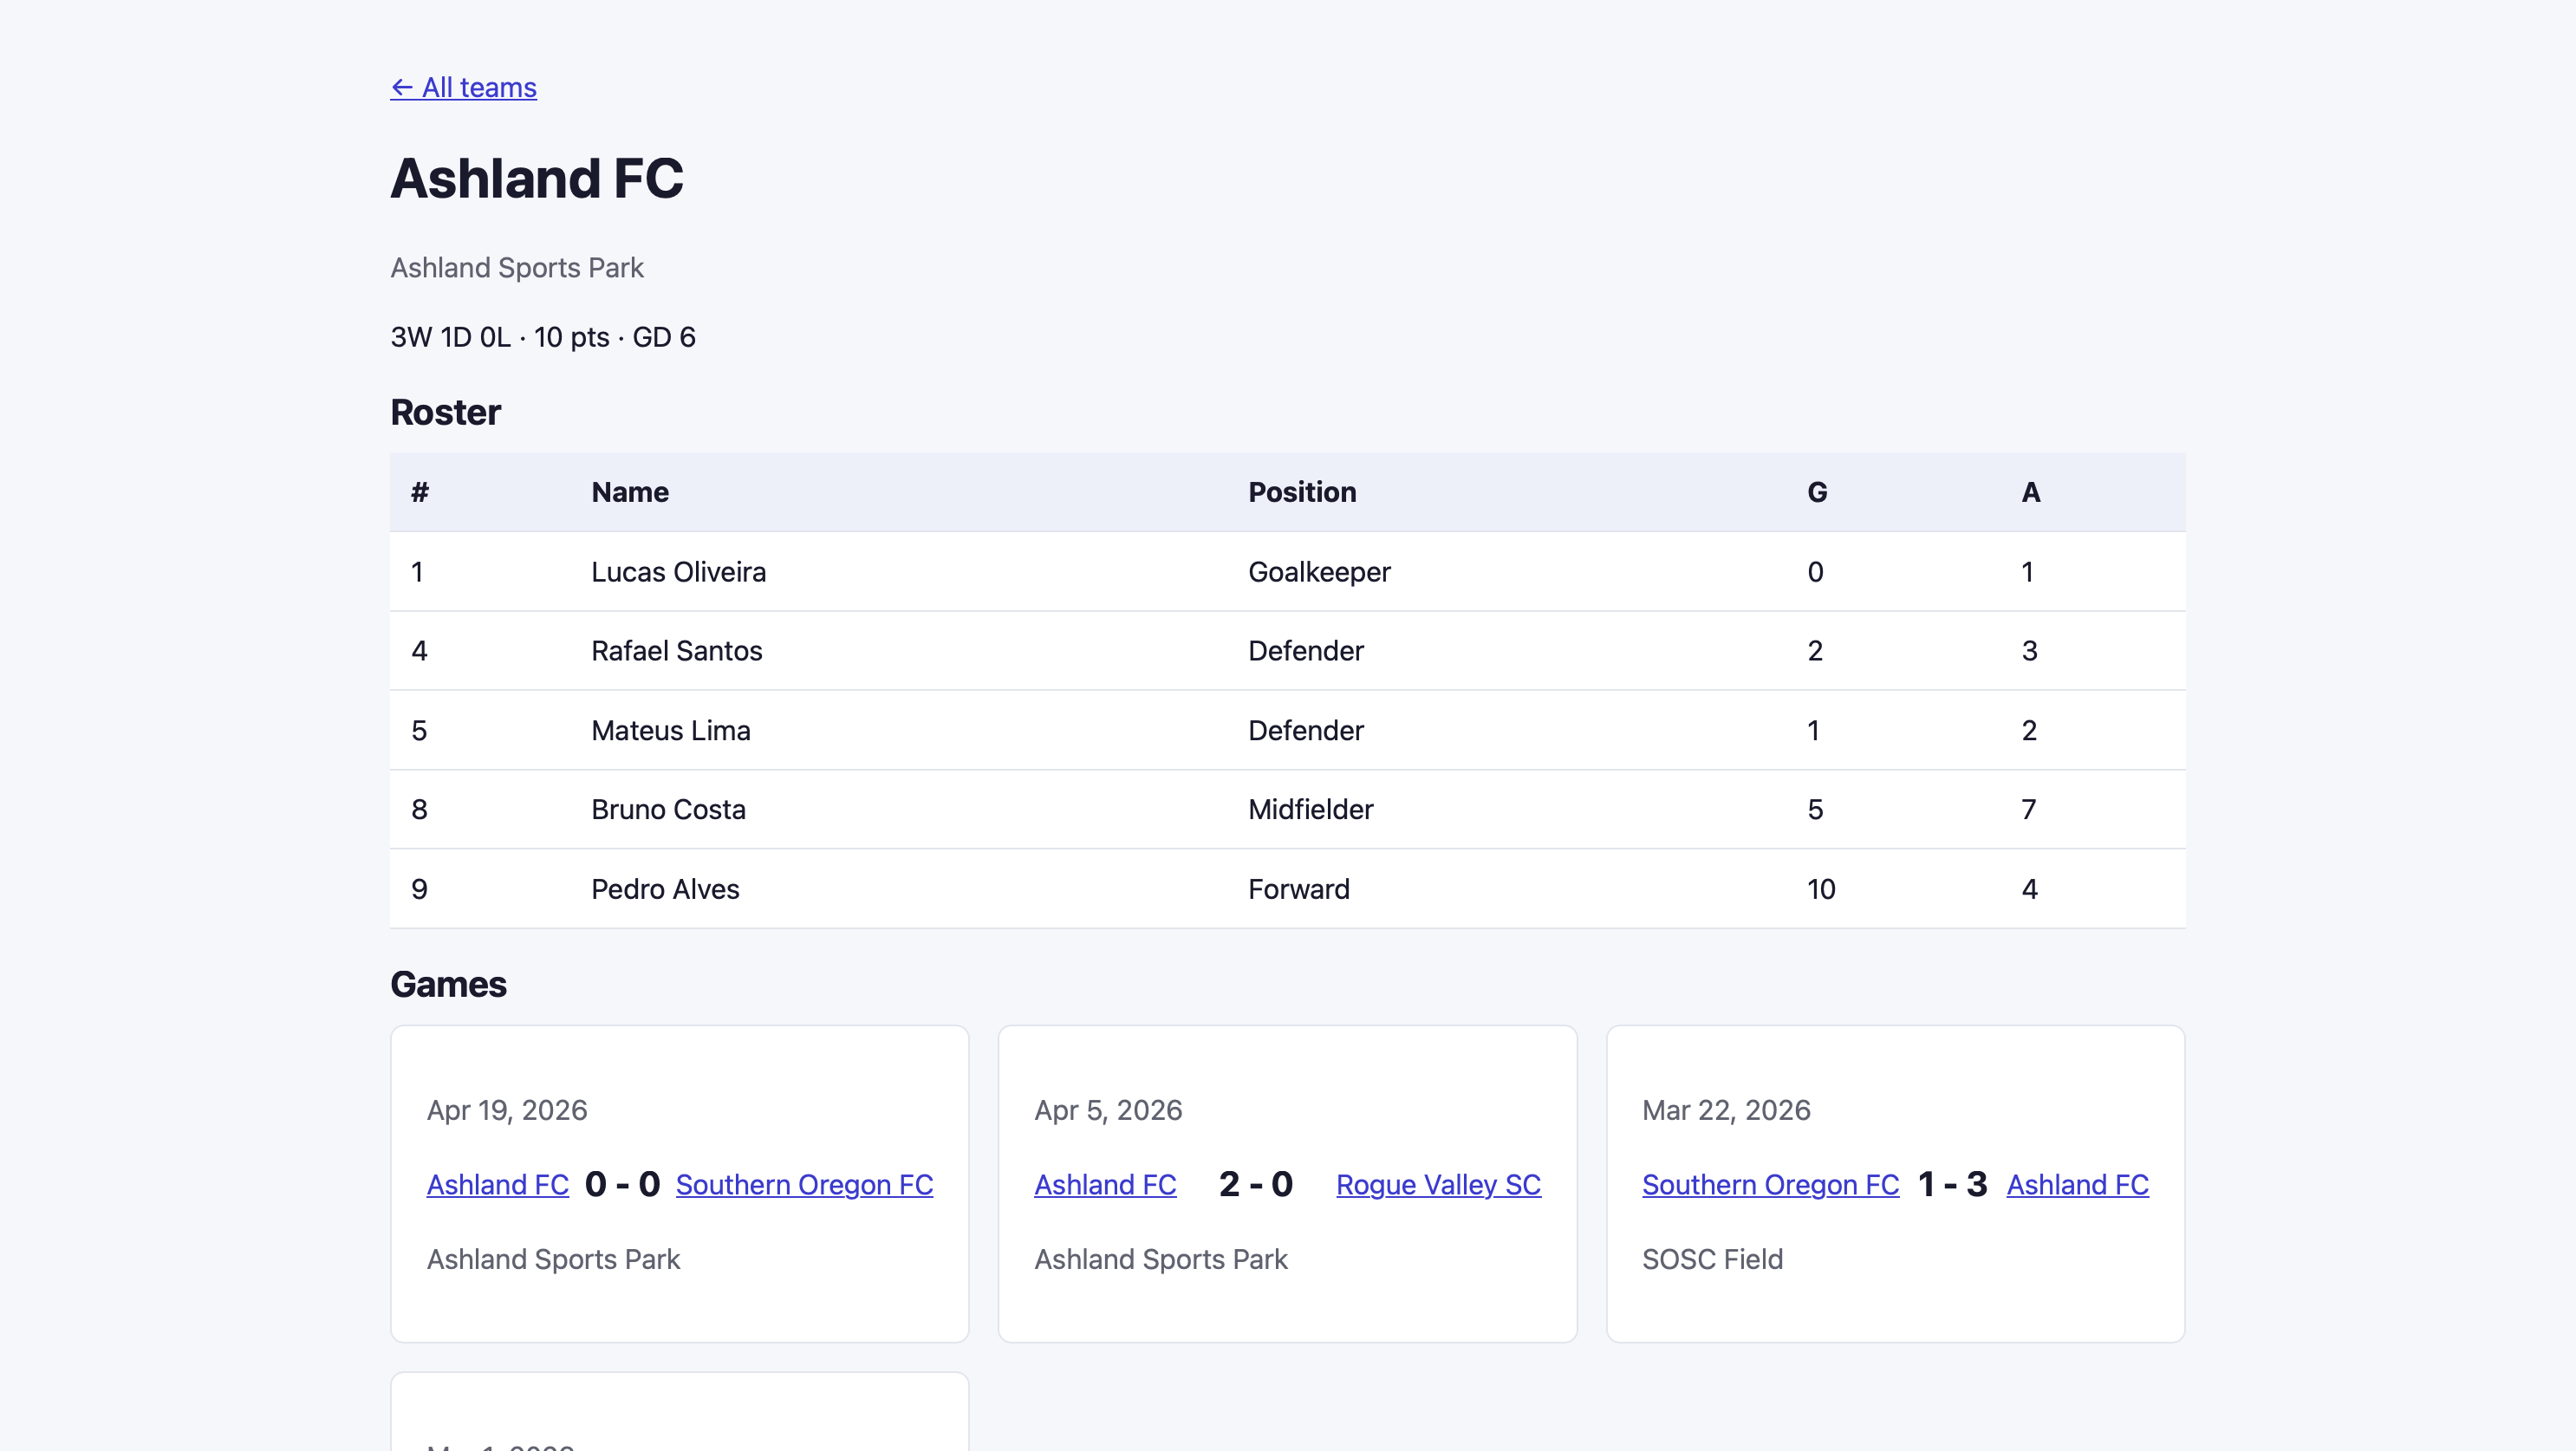 ← All teams
Ashland FC
Ashland Sports Park
3W 1D 0L · 10 pts · GD 6
Roster
# Name Position G A
1 Lucas Oliveira Goalkeeper 0 1
4 Rafael Santos Defender 2 3
5 Mateus Lima Defender 1 2
8 Bruno Costa Midfielder 5 7
9 Pedro Alves Forward 10 4
Games
Apr 19, 2026
Ashland FC 0 - 0 Southern Oregon FC
Ashland Sports Park
Apr 5, 2026
Ashland FC 2 - 0 Rogue Valley SC
Ashland Sports Park
Mar 22, 2026
Southern Oregon FC 1 - 3 Ashland FC
SOSC Field